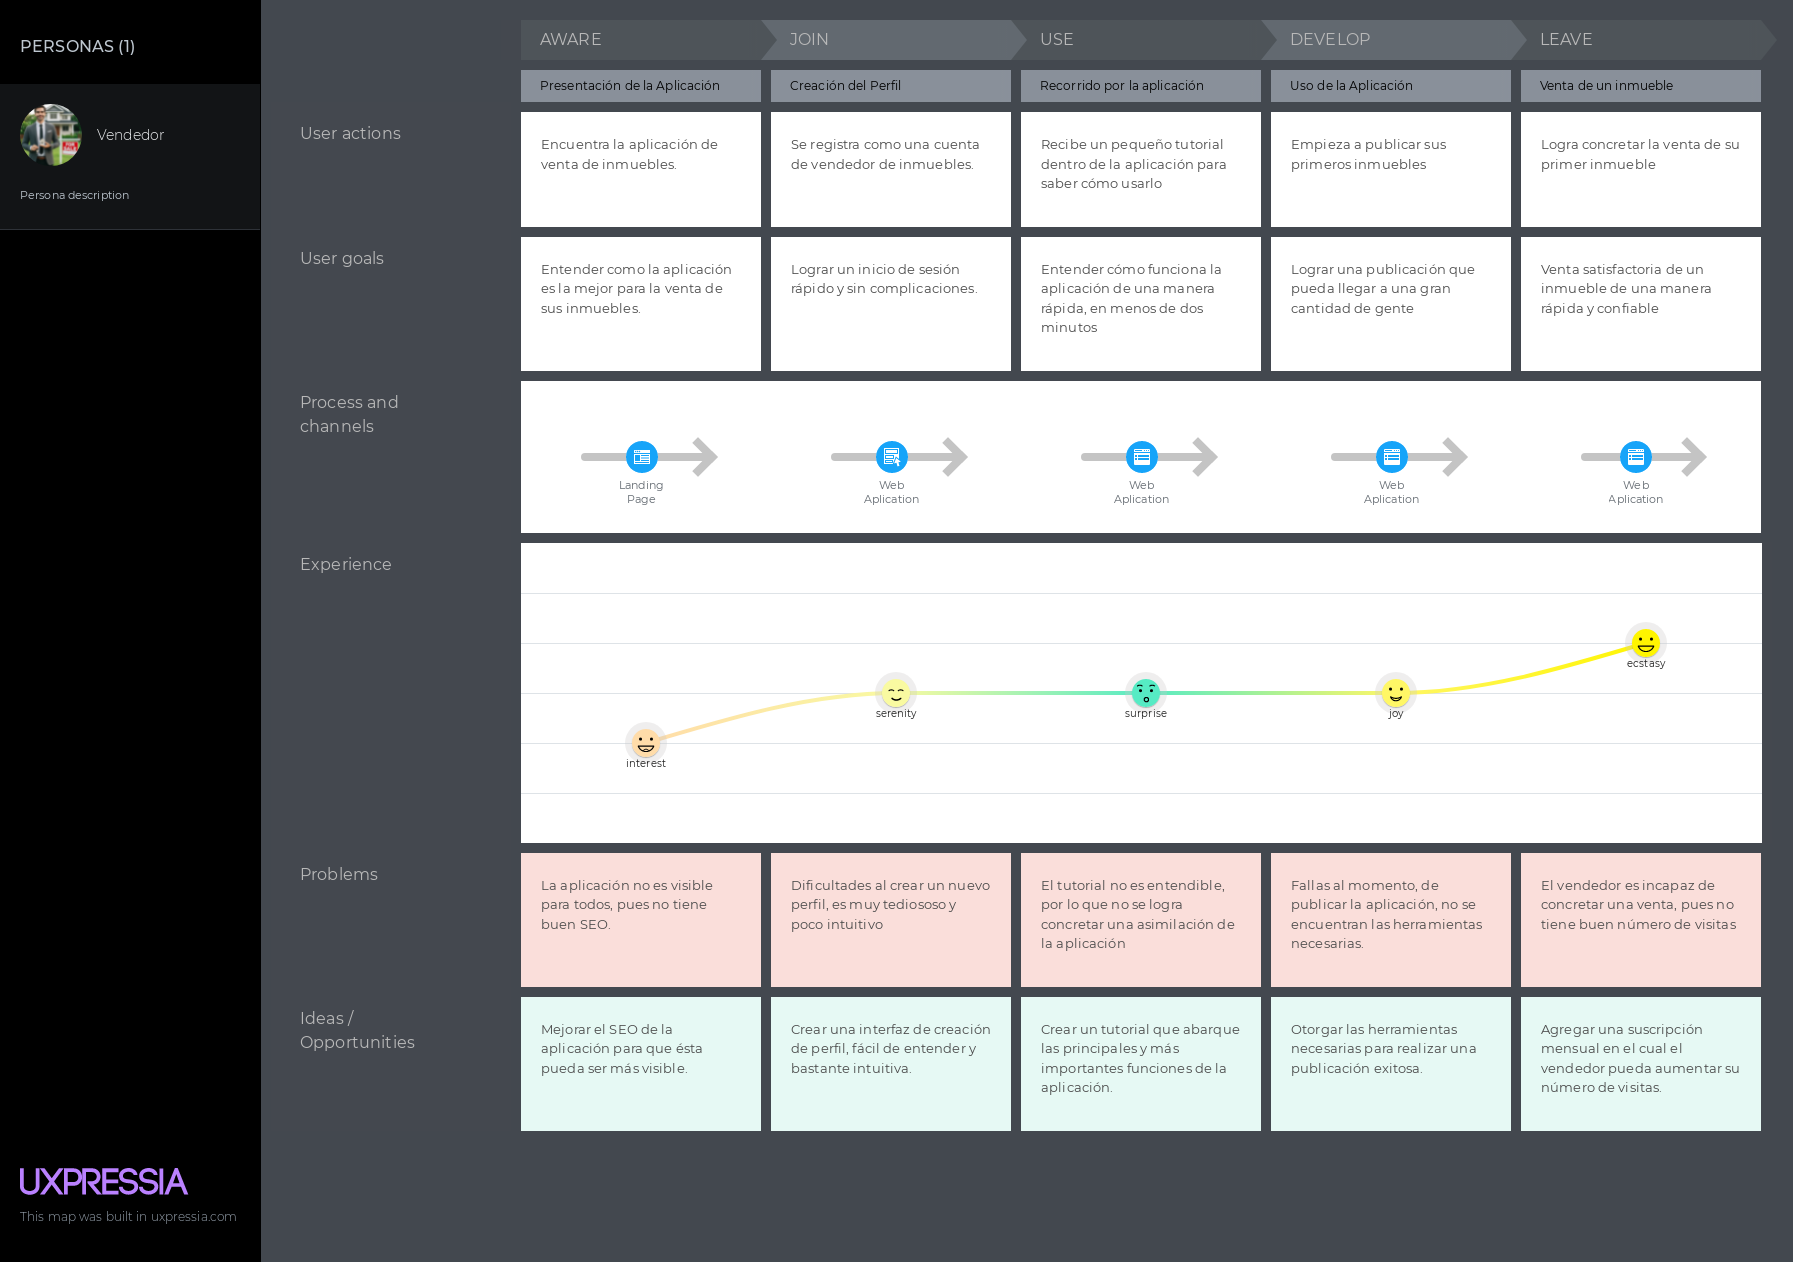 PERSONAS (1)
Vendedor
Persona description
AWARE
JOIN
USE
DEVELOP
LEAVE
Presentación de la Aplicación
Creación del Perfil
Recorrido por la aplicación
Uso de la Aplicación
Venta de un inmueble
User actions
Encuentra la aplicación de
venta de inmuebles.
Se registra como una cuenta
de vendedor de inmuebles.
Recibe un pequeño tutorial
dentro de la aplicación para
saber cómo usarlo
Empieza a publicar sus
primeros inmuebles
Logra concretar la venta de su
primer inmueble
User goals
Entender como la aplicación
es la mejor para la venta de
sus inmuebles.
Lograr un inicio de sesión
rápido y sin complicaciones.
Entender cómo funciona la
aplicación de una manera
rápida, en menos de dos
minutos
Lograr una publicación que
pueda llegar a una gran
cantidad de gente
Venta satisfactoria de un
inmueble de una manera
rápida y confiable
Process and
channels
Landing
Page
Web
Aplication
Web
Aplication
Web
Aplication
Web
Aplication
Experience
interest
serenity
surprise
joy
ecstasy
Problems
La aplicación no es visible
para todos, pues no tiene
buen SEO.
Dificultades al crear un nuevo
perfil, es muy tediososo y
poco intuitivo
El tutorial no es entendible,
por lo que no se logra
concretar una asimilación de
la aplicación
Fallas al momento, de
publicar la aplicación, no se
encuentran las herramientas
necesarias.
El vendedor es incapaz de
concretar una venta, pues no
tiene buen número de visitas
Ideas /
Opportunities
Mejorar el SEO de la
aplicación para que ésta
pueda ser más visible.
Crear una interfaz de creación
de perfil, fácil de entender y
bastante intuitiva.
Crear un tutorial que abarque
las principales y más
importantes funciones de la
aplicación.
Otorgar las herramientas
necesarias para realizar una
publicación exitosa.
Agregar una suscripción
mensual en el cual el
vendedor pueda aumentar su
número de visitas.
UXPRESSIA
This map was built in uxpressia.com